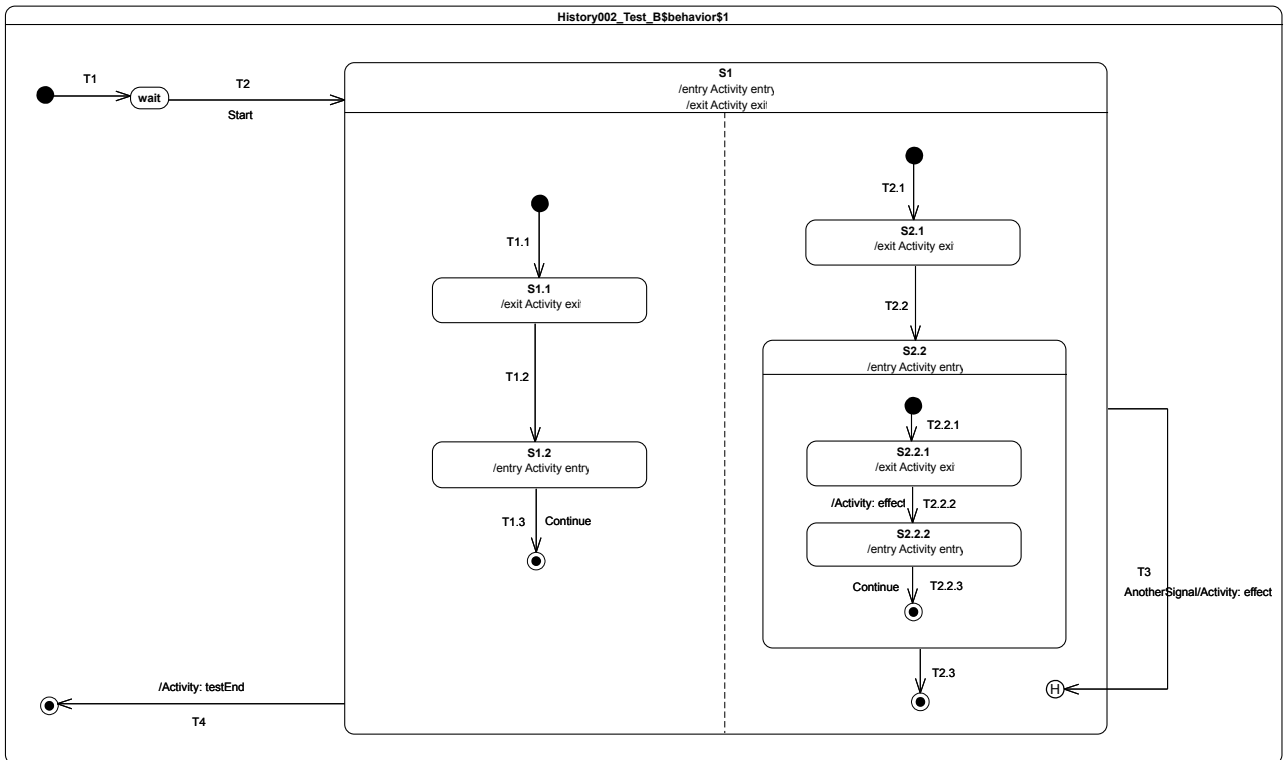 History002_Test_B$behavior$1
T1
wait
T2
Start
S1
/entry Activity entry
/exit Activity exit
T1.1
S1.1
/exit Activity exi
T1.2
S1.2
/entry Activity entry
T1.3 Continue
T2.1
S2.1
/exit Activity exi
T2.2
S2.2
/entry Activity entry
T2.2.1
S2.2.1
/exit Activity exi
/Activity: effect T2.2.2
S2.2.2
/entry Activity entry
Continue T2.2.3
T2.3
H
T3
AnotherSignal/Activity: effect
/Activity: testEnd
T4